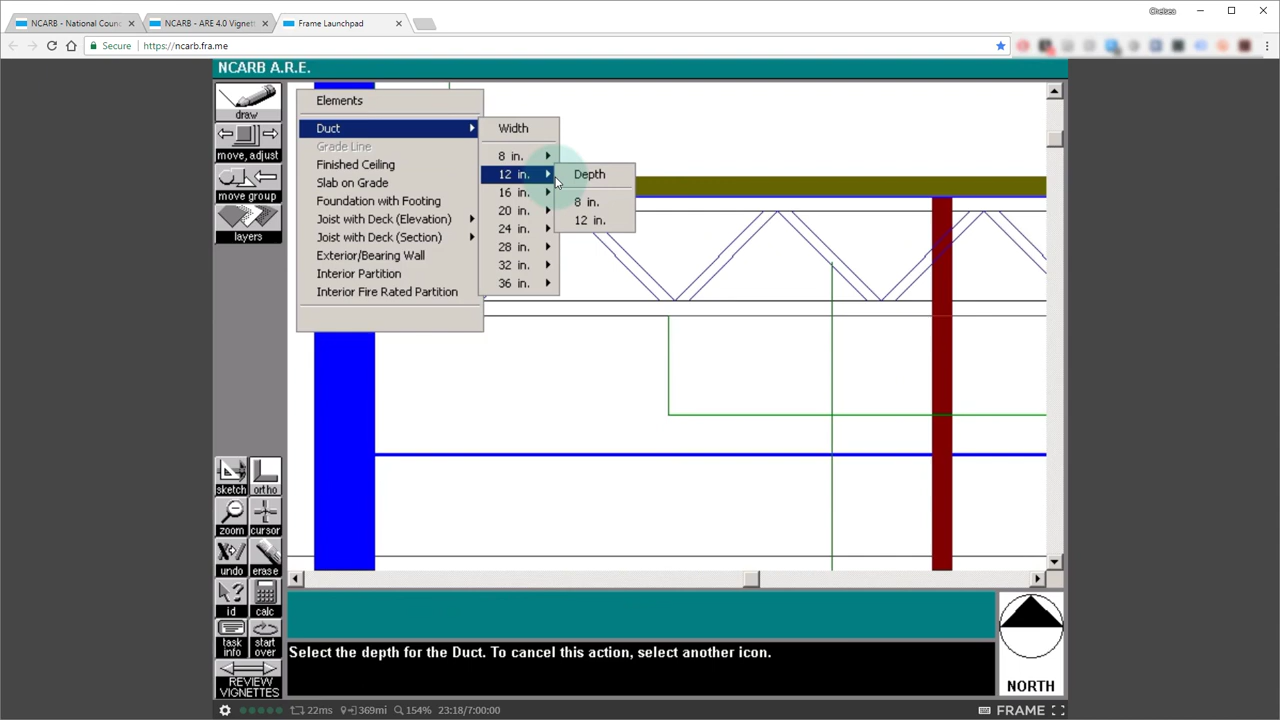 Chelsea
NCARB - National Counc
NCARB - ARE 4.0 Vignett
Frame Launchpad
Secure
https://ncarb.fra.me
NCARB A.R.E.
draw
move, adjust
move group
layers
Elements
Duct
Grade Line
Finished Ceiling
Slab on Grade
Foundation with Footing
Joist with Deck (Elevation)
Joist with Deck (Section)
Exterior/Bearing Wall
Interior Partition
Interior Fire Rated Partition
Width
8 in.
12 in.
16 in.
20 in.
24 in.
28 in.
32 in.
36 in.
Depth
8 in.
12 in.
sketch
ortho
zoom
cursor
undo
erase
id
calc
task info
start over
REVIEW VIGNETTES
Select the depth for the Duct. To cancel this action, select another icon.
NORTH
22ms
369mi
154%
23:18/7:00:00
FRAME